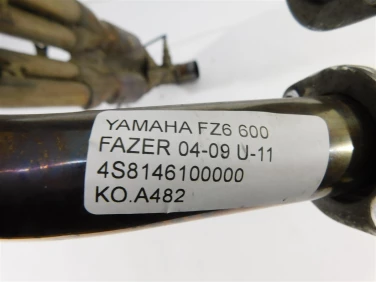 YAMAHA FZ6 600
FAZER 04-09 U-11
4S8146100000
KO.A482